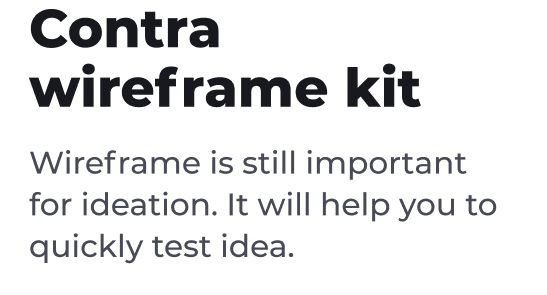 Contra
wireframe kit
Wireframe is still important
for ideation. It will help you to
quickly test idea.